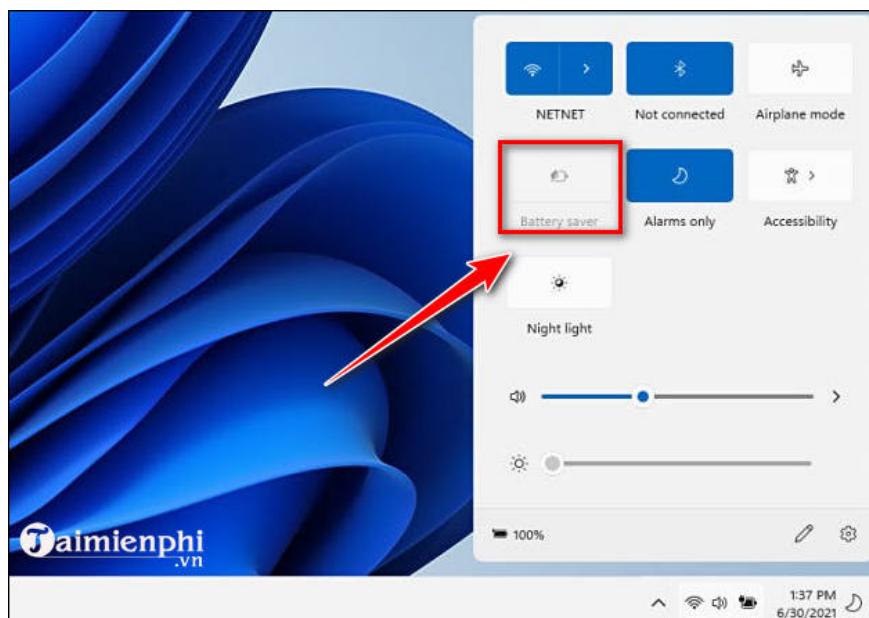 NETNET
Not connected
Airplane mode
Battery saver
Alarms only
Accessibility
Night light
100%
Taimienphi
.vn
1:37 PM
6/30/2021